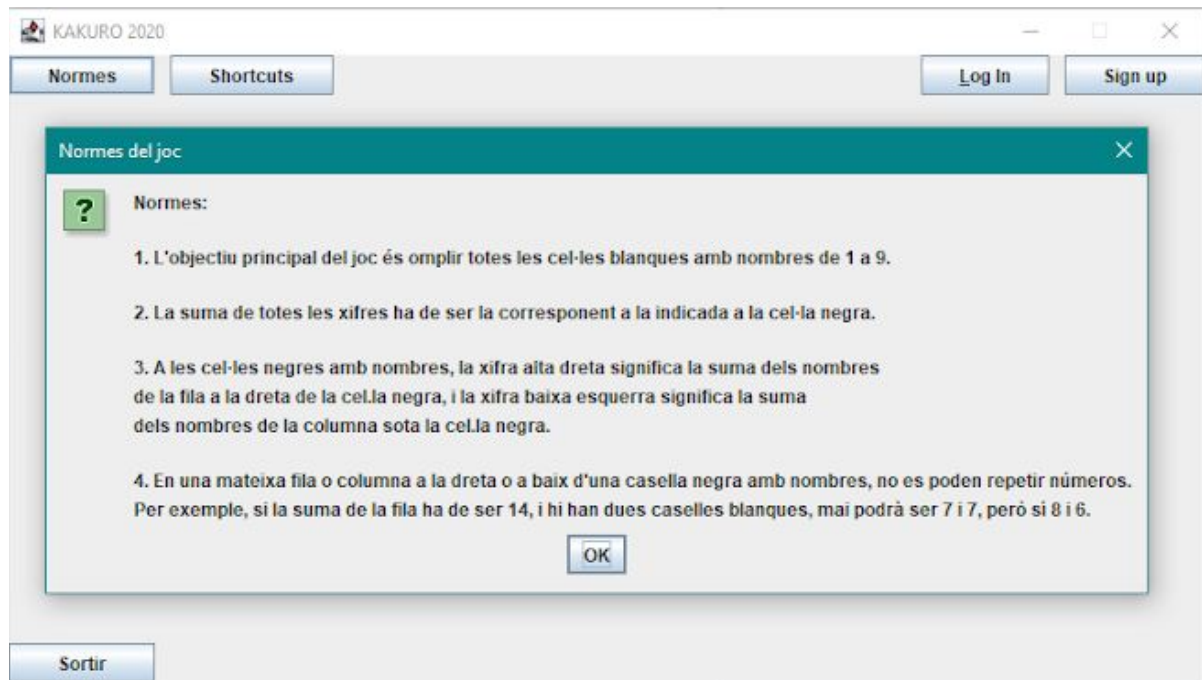 KAKURO 2020
Normes
Shortcuts
Log In
Sign up
Normes del joc
?
Normes:
1. L'objectiu principal del joc és omplir totes les cel·les blanques amb nombres de 1 a 9.
2. La suma de totes les xifres ha de ser la corresponent a la indicada a la cel·la negra.
3. A les cel·les negres amb nombres, la xifra alta dreta significa la suma dels nombres
de la fila a la dreta de la cel.la negra, i la xifra baixa esquerra significa la suma
dels nombres de la columna sota la cel.la negra.
4. En una mateixa fila o columna a la dreta o a baix d'una casella negra amb nombres, no es poden repetir números.
Per exemple, si la suma de la fila ha de ser 14, i hi han dues caselles blanques, mai podrà ser 7 i 7, peró sí 8 i 6.
OK
Sortir